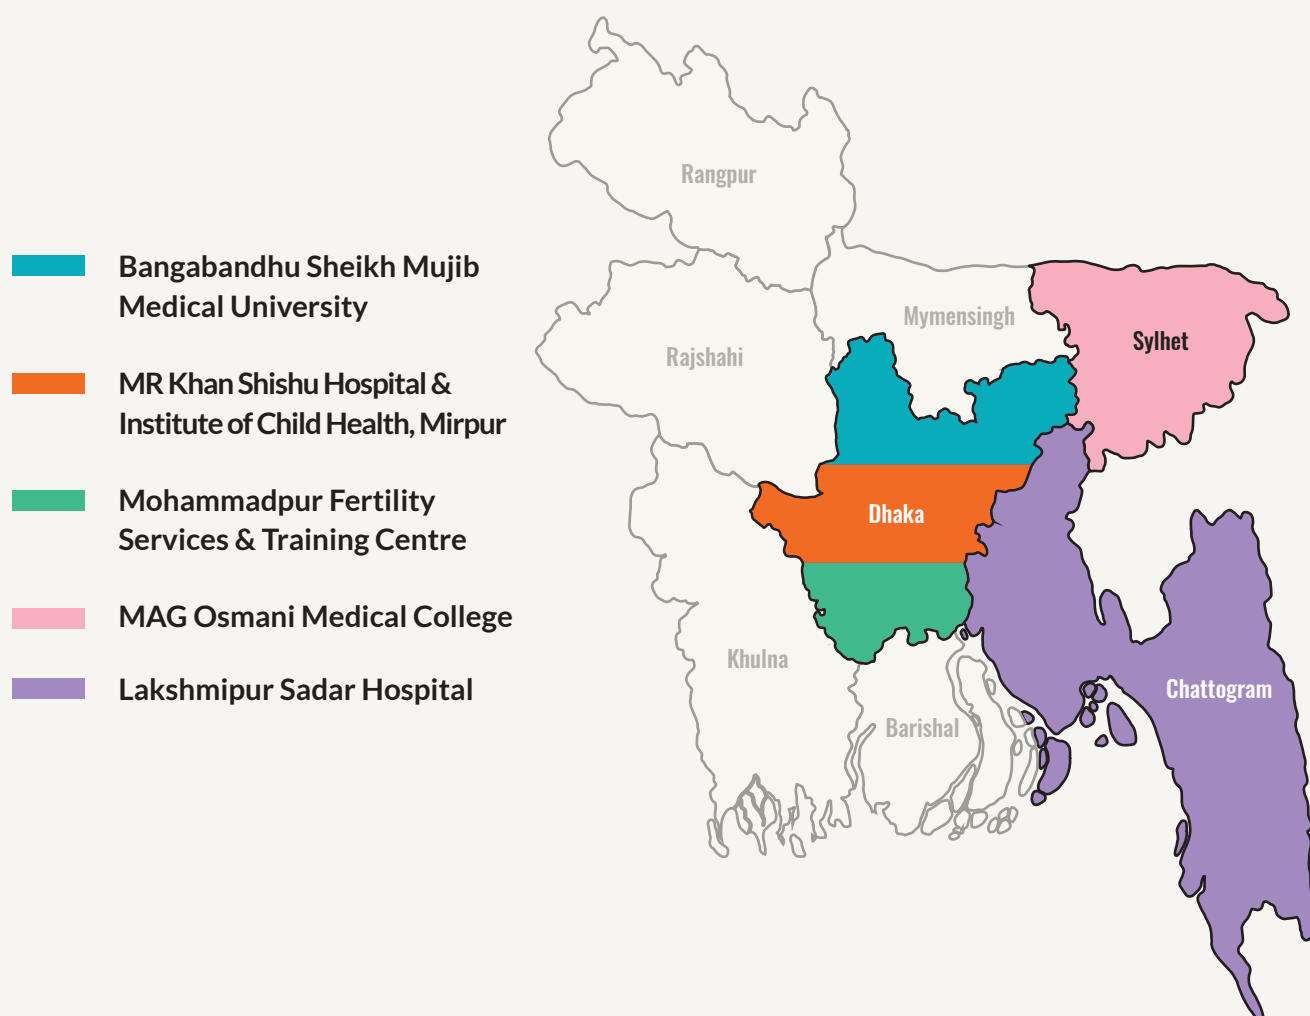 Bangabandhu Sheikh Mujib
Medical University
MR Khan Shishu Hospital &
Institute of Child Health, Mirpur
Mohammadpur Fertility
Services & Training Centre
MAG Osmani Medical College
Lakshmipur Sadar Hospital
Rangpur
Mymensingh
Sylhet
Rajshahi
Dhaka
Khulna
Chattogram
Barishal